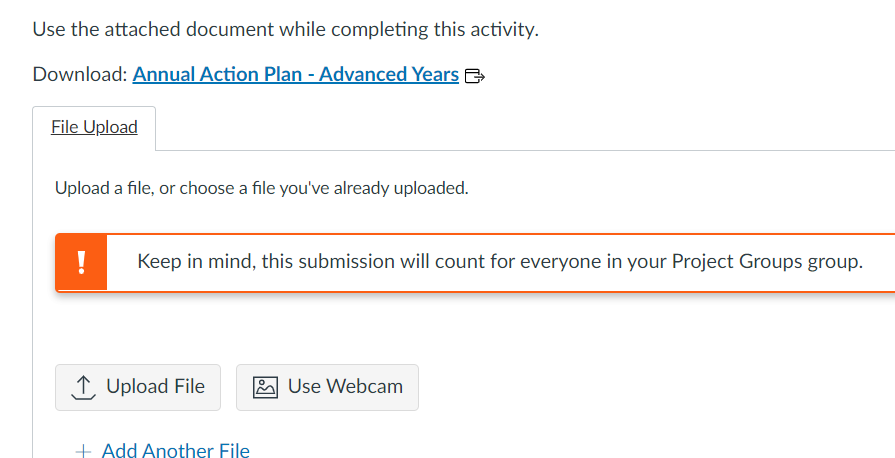 Use the attached document while completing this activity.
Download: Annual Action Plan - Advanced Years
File Upload
Upload a file, or choose a file you've already uploaded.
! Keep in mind, this submission will count for everyone in your Project Groups group.
Upload File Use Webcam
+ Add Another File